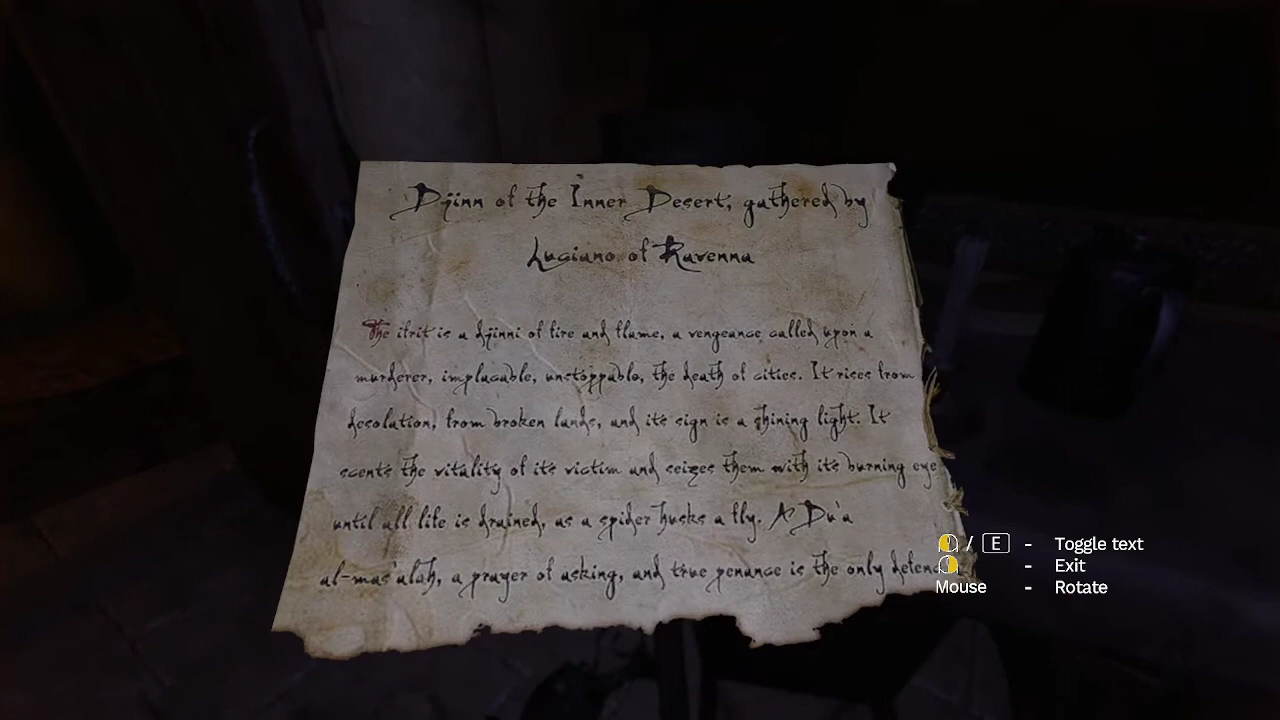 Djinn of the Inner Desert, gathered by
Luciano of Ravenna
The ifrit is a djinni of fire and flame, a vengeance called upon a
murderer, implacable, unstoppable, the death of cities. It rises from
desolation, from broken lands, and its sign is a shining light. It
scents the vitality of its victim and seizes them with its burning eye
until all life is drained, as a spider husks a fly. A Du'a
al-mas'alah, a prayer of asking, and true penance is the only defenc
/ E - Toggle text
- Exit
Mouse - Rotate